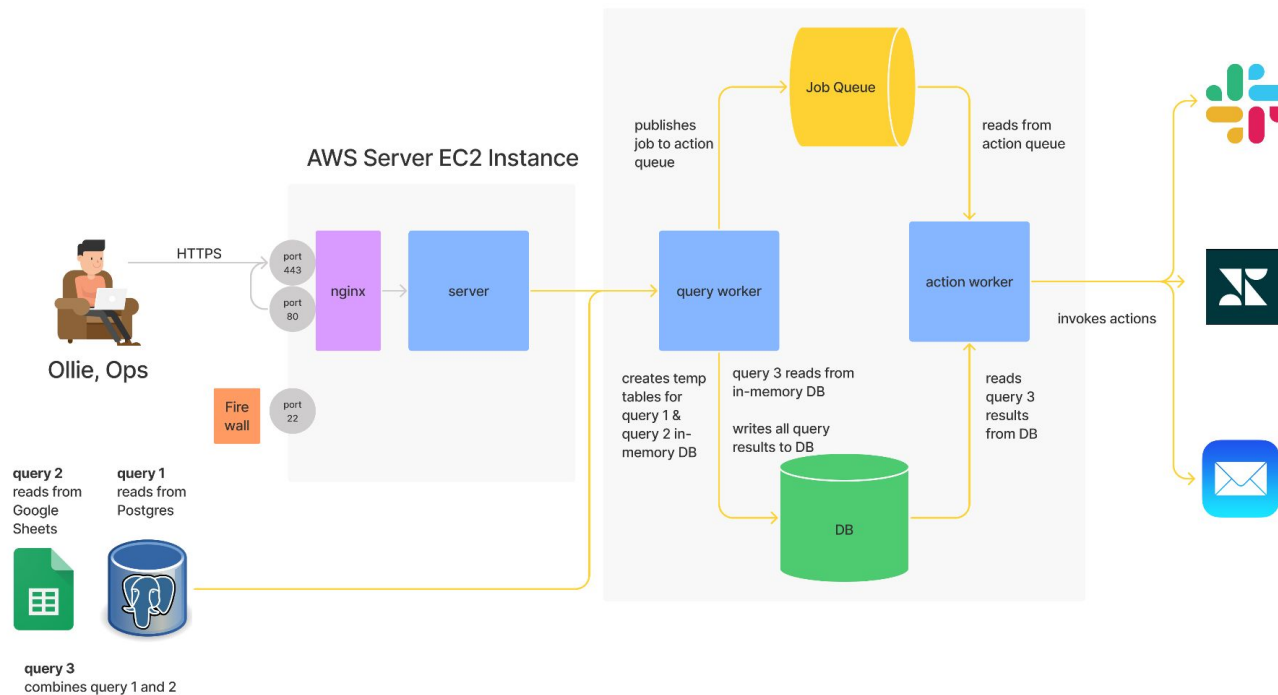 Job Queue
publishes
job to action
queue
reads from
action queue
AWS Server EC2 Instance
HTTPS
port
443
port
80
nginx
server
query worker
action worker
invokes actions
Ollie, Ops
Fire
wall
port
22
creates temp
tables for
query 1 &
query 2 in-
memory DB
query 3 reads from
in-memory DB
writes all query
results to DB
reads
query 3
results
from DB
DB
query 2
reads from
Google
Sheets
query 1
reads from
Postgres
query 3
combines query 1 and 2